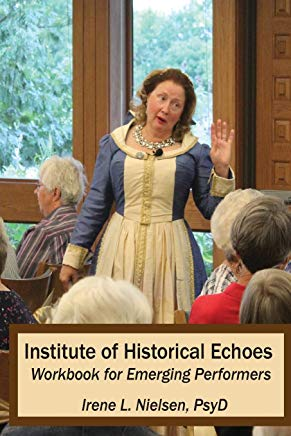 Institute of Historical Echoes
Workbook for Emerging Performers
Irene L. Nielsen, PsyD